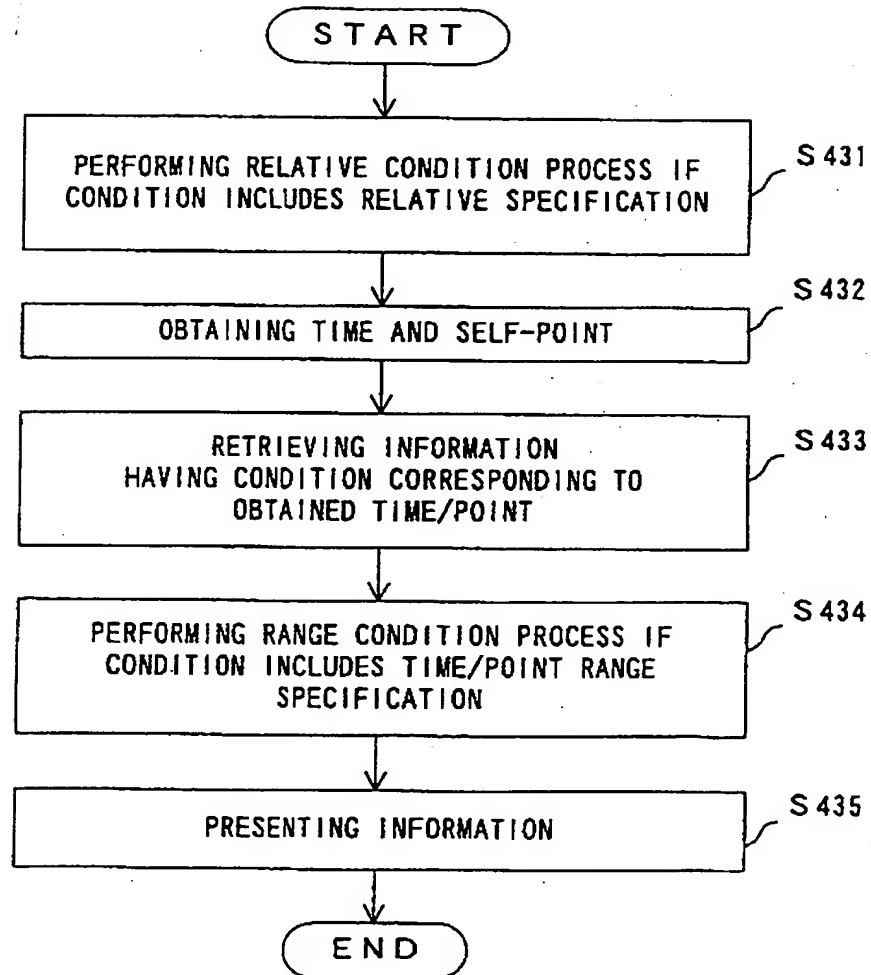 START
PERFORMING RELATIVE CONDITION PROCESS IF
CONDITION INCLUDES RELATIVE SPECIFICATION
S431
OBTAINING TIME AND SELF-POINT
S432
RETRIEVING INFORMATION
HAVING CONDITION CORRESPONDING TO
OBTAINED TIME/POINT
S433
PERFORMING RANGE CONDITION PROCESS IF
CONDITION INCLUDES TIME/POINT RANGE
SPECIFICATION
S434
PRESENTING INFORMATION
S435
END